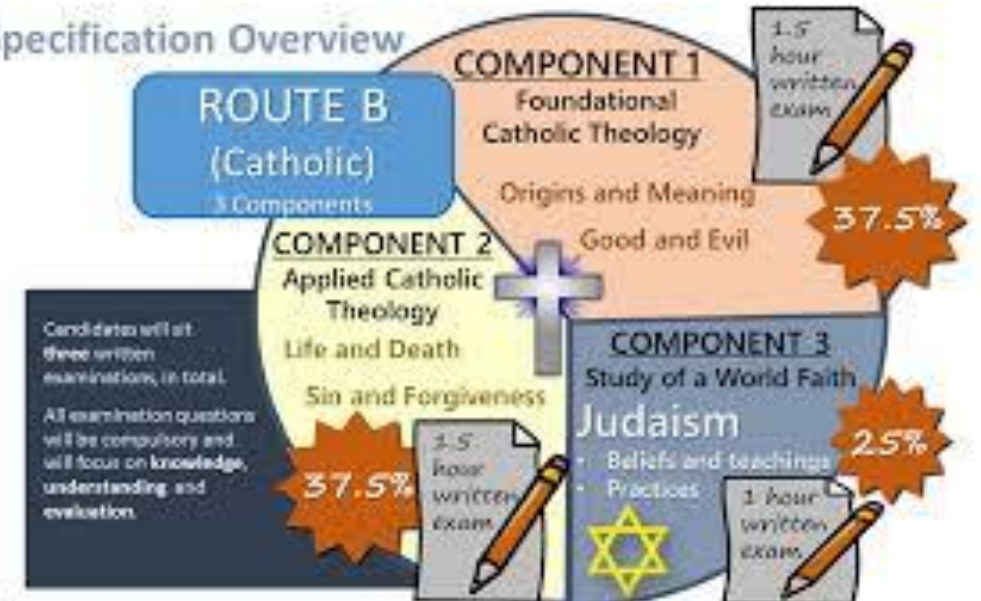 pecification Overview
ROUTE B
(Catholic)
3 Components
COMPONENT 1
Foundational
Catholic Theology
Origins and Meaning
Good and Evil
1.5
hour
written
exam
37.5%
COMPONENT 2
Applied Catholic
Theology
Life and Death
Sin and Forgiveness
37.5%
1.5
hour
written
exam
Candidates will sit
three written
examinations, in total.
All examination questions
will be compulsory and
will focus on knowledge,
understanding and
evaluation.
COMPONENT 3
Study of a World Faith
Judaism
• Beliefs and teachings
• Practices
25%
1 hour
written
exam